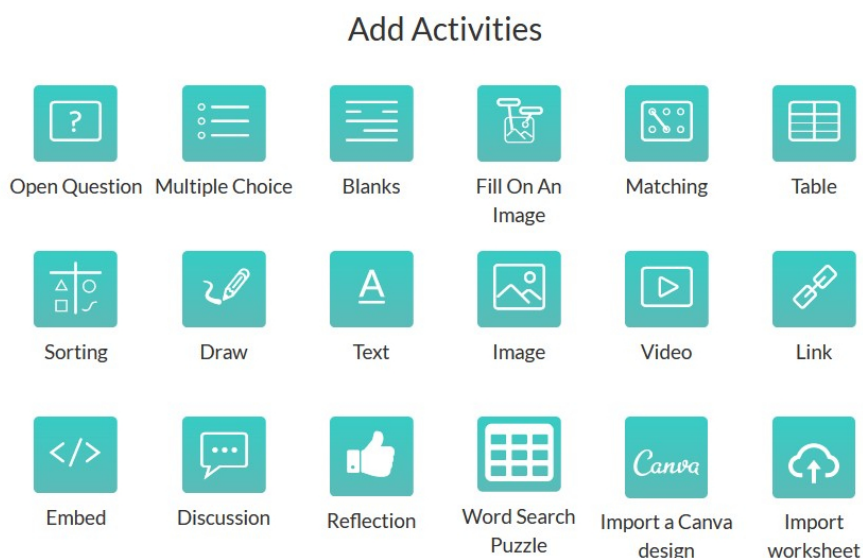 Add Activities
?
Open Question Multiple Choice Blanks Fill On An Matching Table
Image
A
Sorting Draw Text Image Video Link
</>
Canva
Embed Discussion Reflection Word Search Import a Canva Import
Puzzle design worksheet